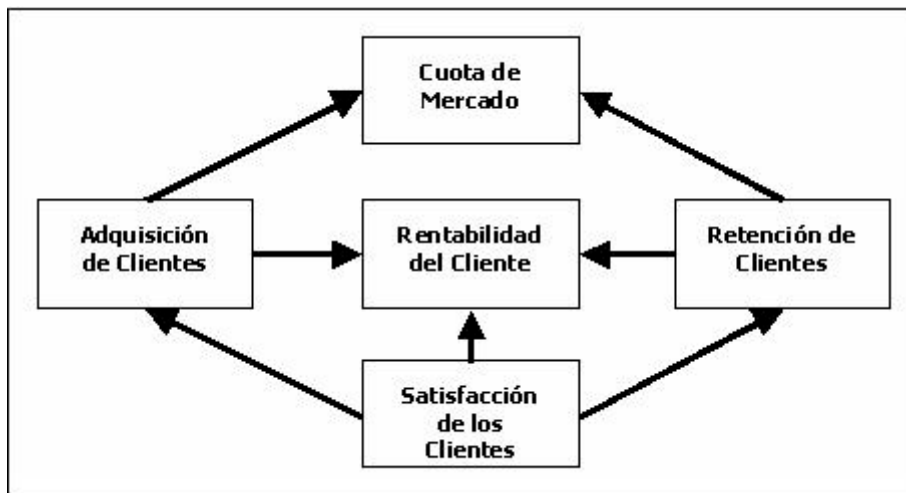 Cuota de
Mercado
Adquisición
de Clientes
Rentabilidad
del Cliente
Retención de
Clientes
Satisfacción
de los
Clientes